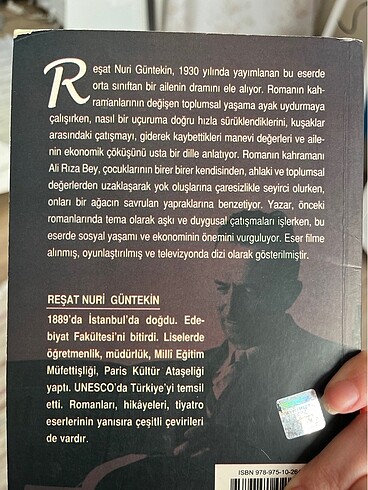 Reşat Nuri Güntekin, 1930 yılında yayımlanan bu eserde
orta sınıftan bir ailenin dramını ele alıyor. Romanın kah-
ramanlarının değişen toplumsal yaşama ayak uydurmaya
çalışırken, nasıl bir uçuruma doğru hızla sürüklendiklerini, kuşaklar
arasındaki çatışmayı, giderek kaybettikleri manevi değerleri ve aile-
nin ekonomik çöküşünü usta bir dille anlatıyor. Romanın kahramanı
Ali Rıza Bey, çocuklarının birer birer kendisinden, ahlaki ve toplumsal
değerlerden uzaklaşarak yok oluşlarına çaresizlikle seyirci olurken,
onları bir ağacın savrulan yapraklarına benzetiyor. Yazar, önceki
romanlarında tema olarak aşkı ve duygusal çatışmaları işlerken, bu
eserde sosyal yaşamı ve ekonominin önemini vurguluyor. Eser filme
alınmış, oyunlaştırılmış ve televizyonda dizi olarak gösterilmiştir.
REŞAT NURİ GÜNTEKİN
1889'da İstanbul'da doğdu. Ede-
biyat Fakültesi'ni bitirdi. Liselerde
öğretmenlik, müdürlük, Millî Eğitim
Müfettişliği, Paris Kültür Ataşeliği
yaptı. UNESCO'da Türkiye'yi temsil
etti. Romanları, hikâyeleri, tiyatro
eserlerinin yanısıra çeşitli çevirileri
de vardır.
ISBN 978-975-10-26